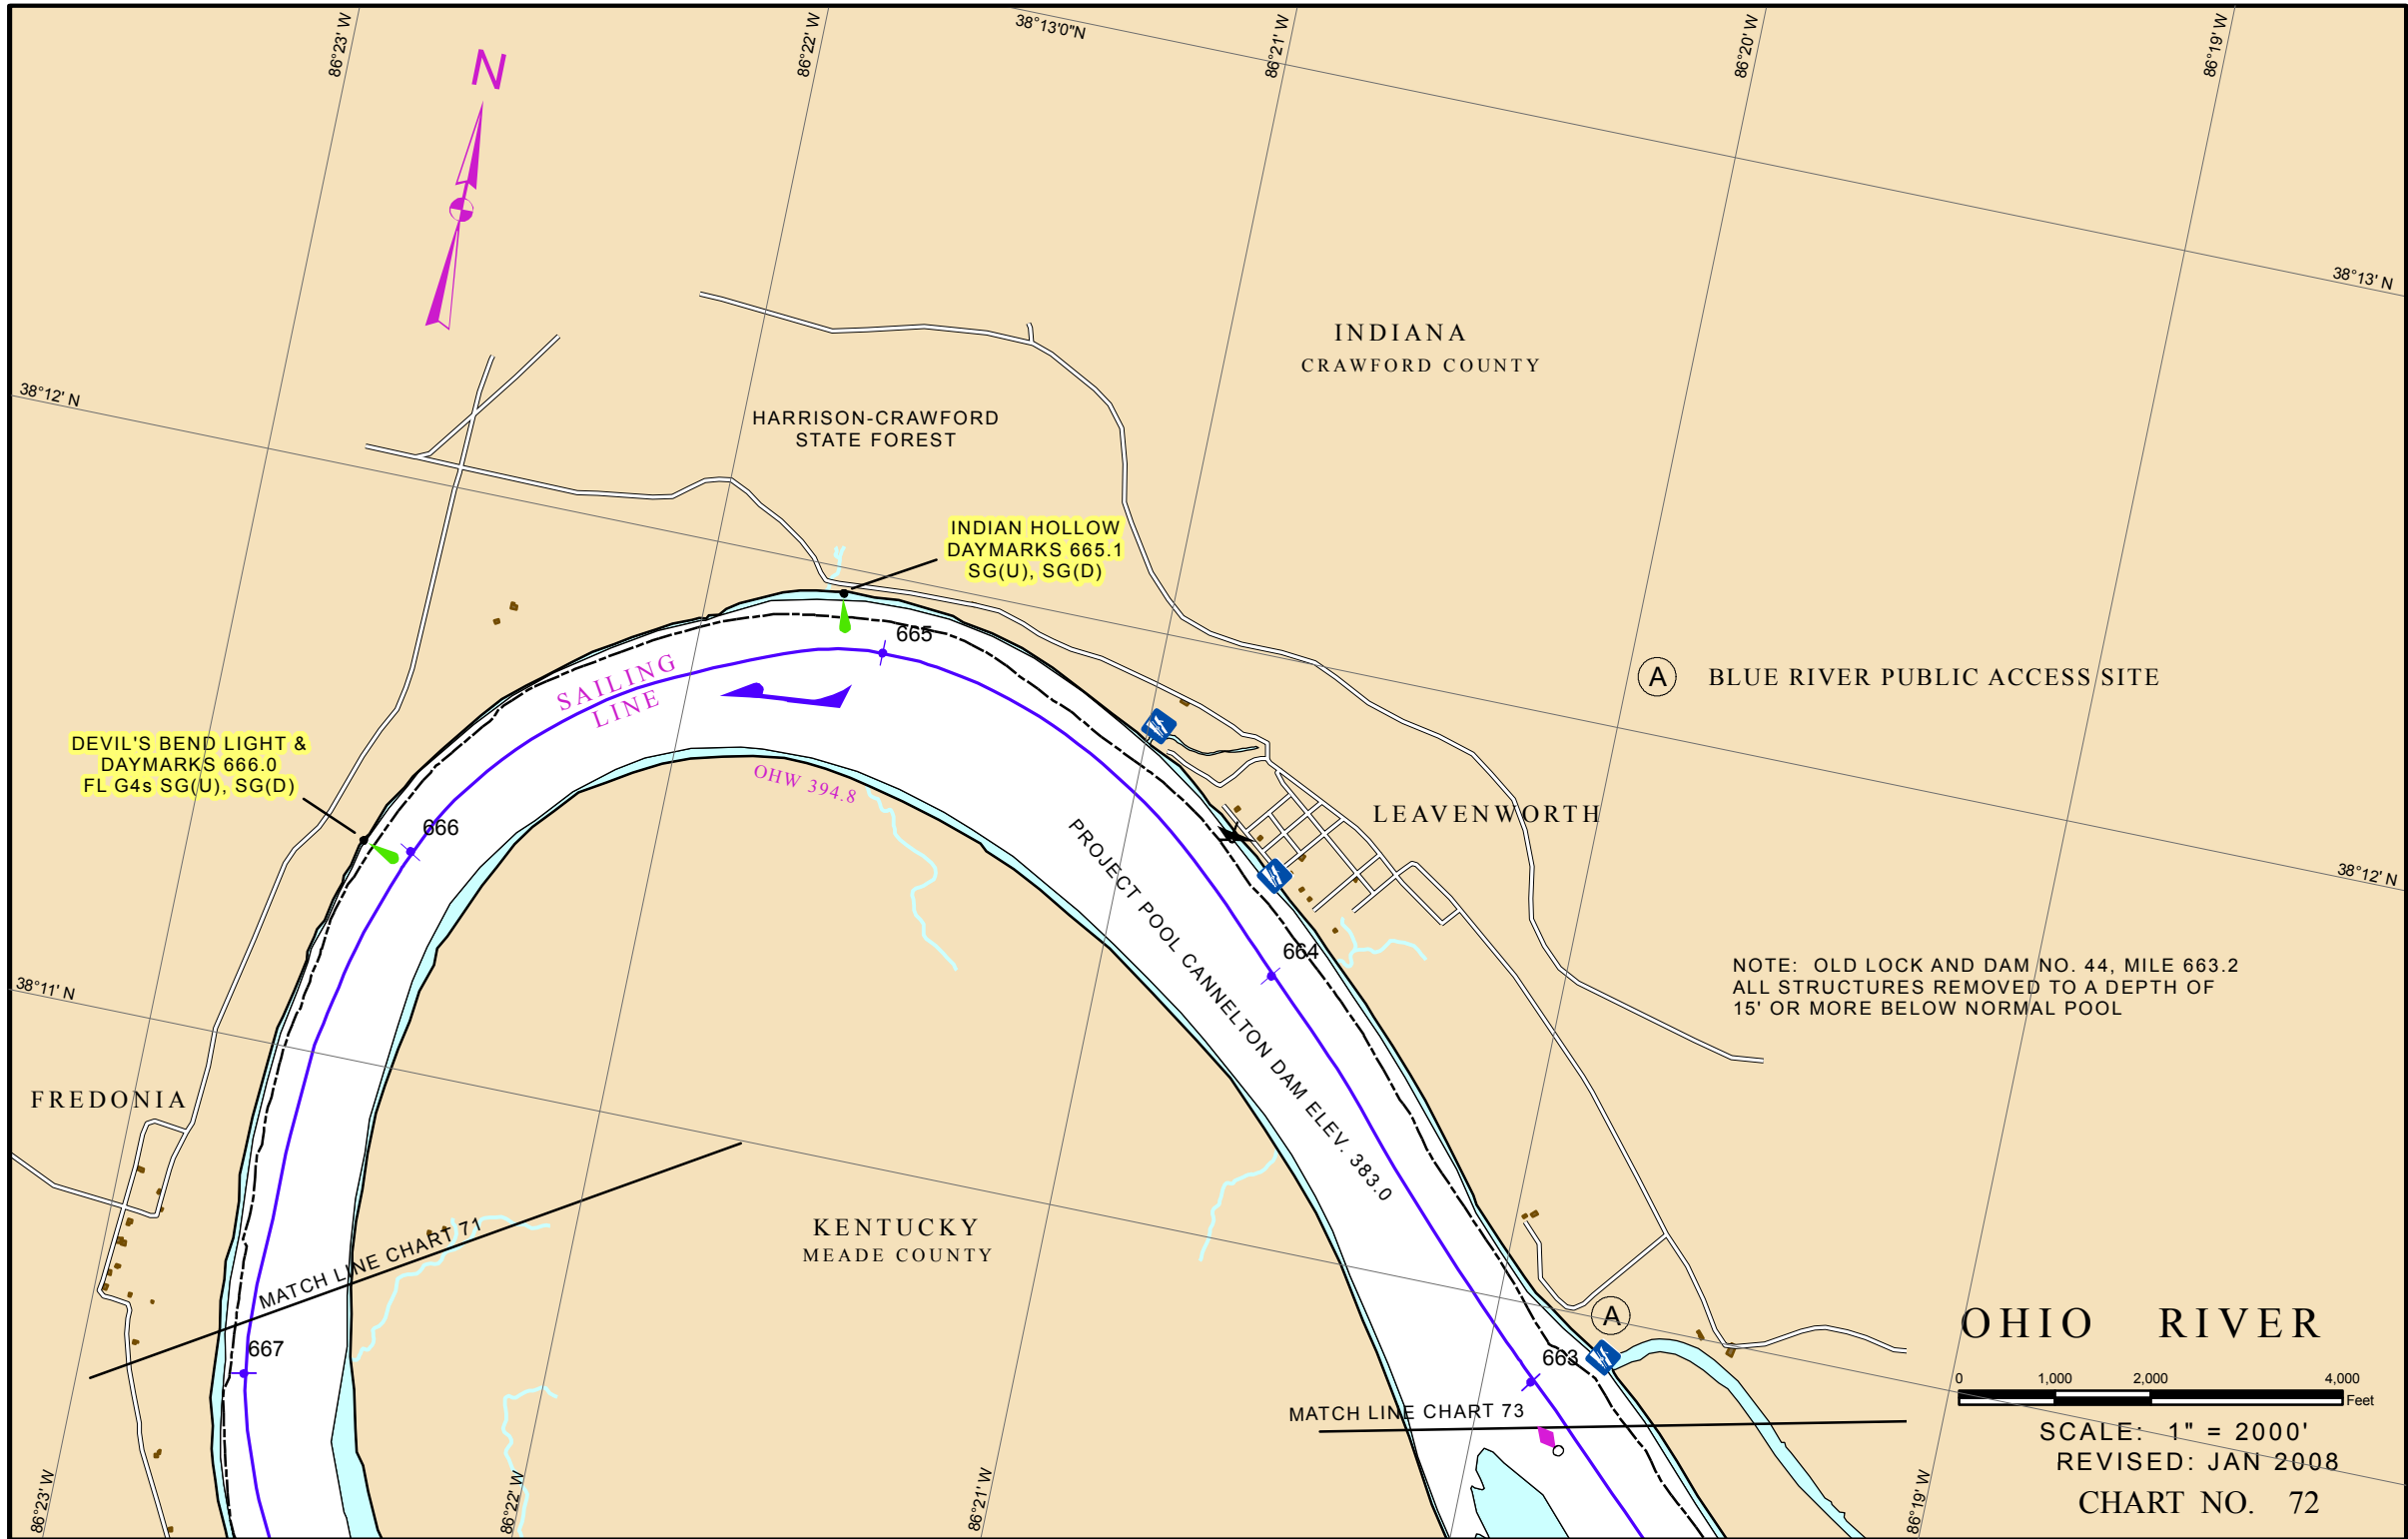 86°23' W
86°22' W
38°13'0"N
86°21' W
86°20' W
86°19' W
N
38°13' N
INDIANA
CRAWFORD COUNTY
38°12' N
HARRISON-CRAWFORD
STATE FOREST
INDIAN HOLLOW
DAYMARKS 665.1
SG(U), SG(D)
665
SAILING
LINE
A
BLUE RIVER PUBLIC ACCESS SITE
DEVIL'S BEND LIGHT &
DAYMARKS 666.0
FL G4s SG(U), SG(D)
OHW 394.8
666
LEAVENWORTH
PROJECT POOL CANNELTON DAM ELEV. 383.0
38°12' N
664
NOTE: OLD LOCK AND DAM NO. 44, MILE 663.2
ALL STRUCTURES REMOVED TO A DEPTH OF
15' OR MORE BELOW NORMAL POOL
38°11' N
FREDONIA
KENTUCKY
MEADE COUNTY
MATCH LINE CHART 71
667
A
663
MATCH LINE CHART 73
OHIO RIVER
0 1,000 2,000 4,000
Feet
SCALE: 1" = 2000'
REVISED: JAN 2008
CHART NO. 72
86°23' W
86°22' W
86°21' W
86°19' W